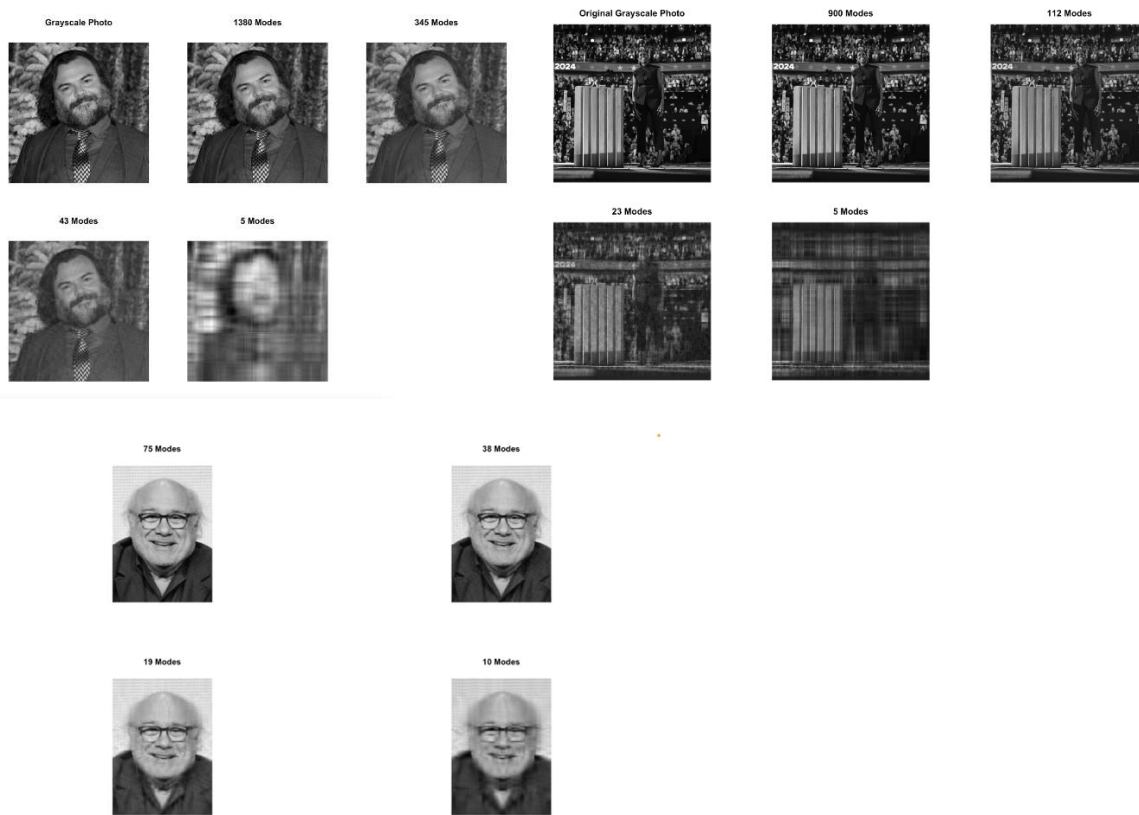 Grayscale Photo
1380 Modes
345 Modes
43 Modes
5 Modes
Original Grayscale Photo
900 Modes
112 Modes
2024
2024
2024
23 Modes
5 Modes
2024
75 Modes
38 Modes
19 Modes
10 Modes